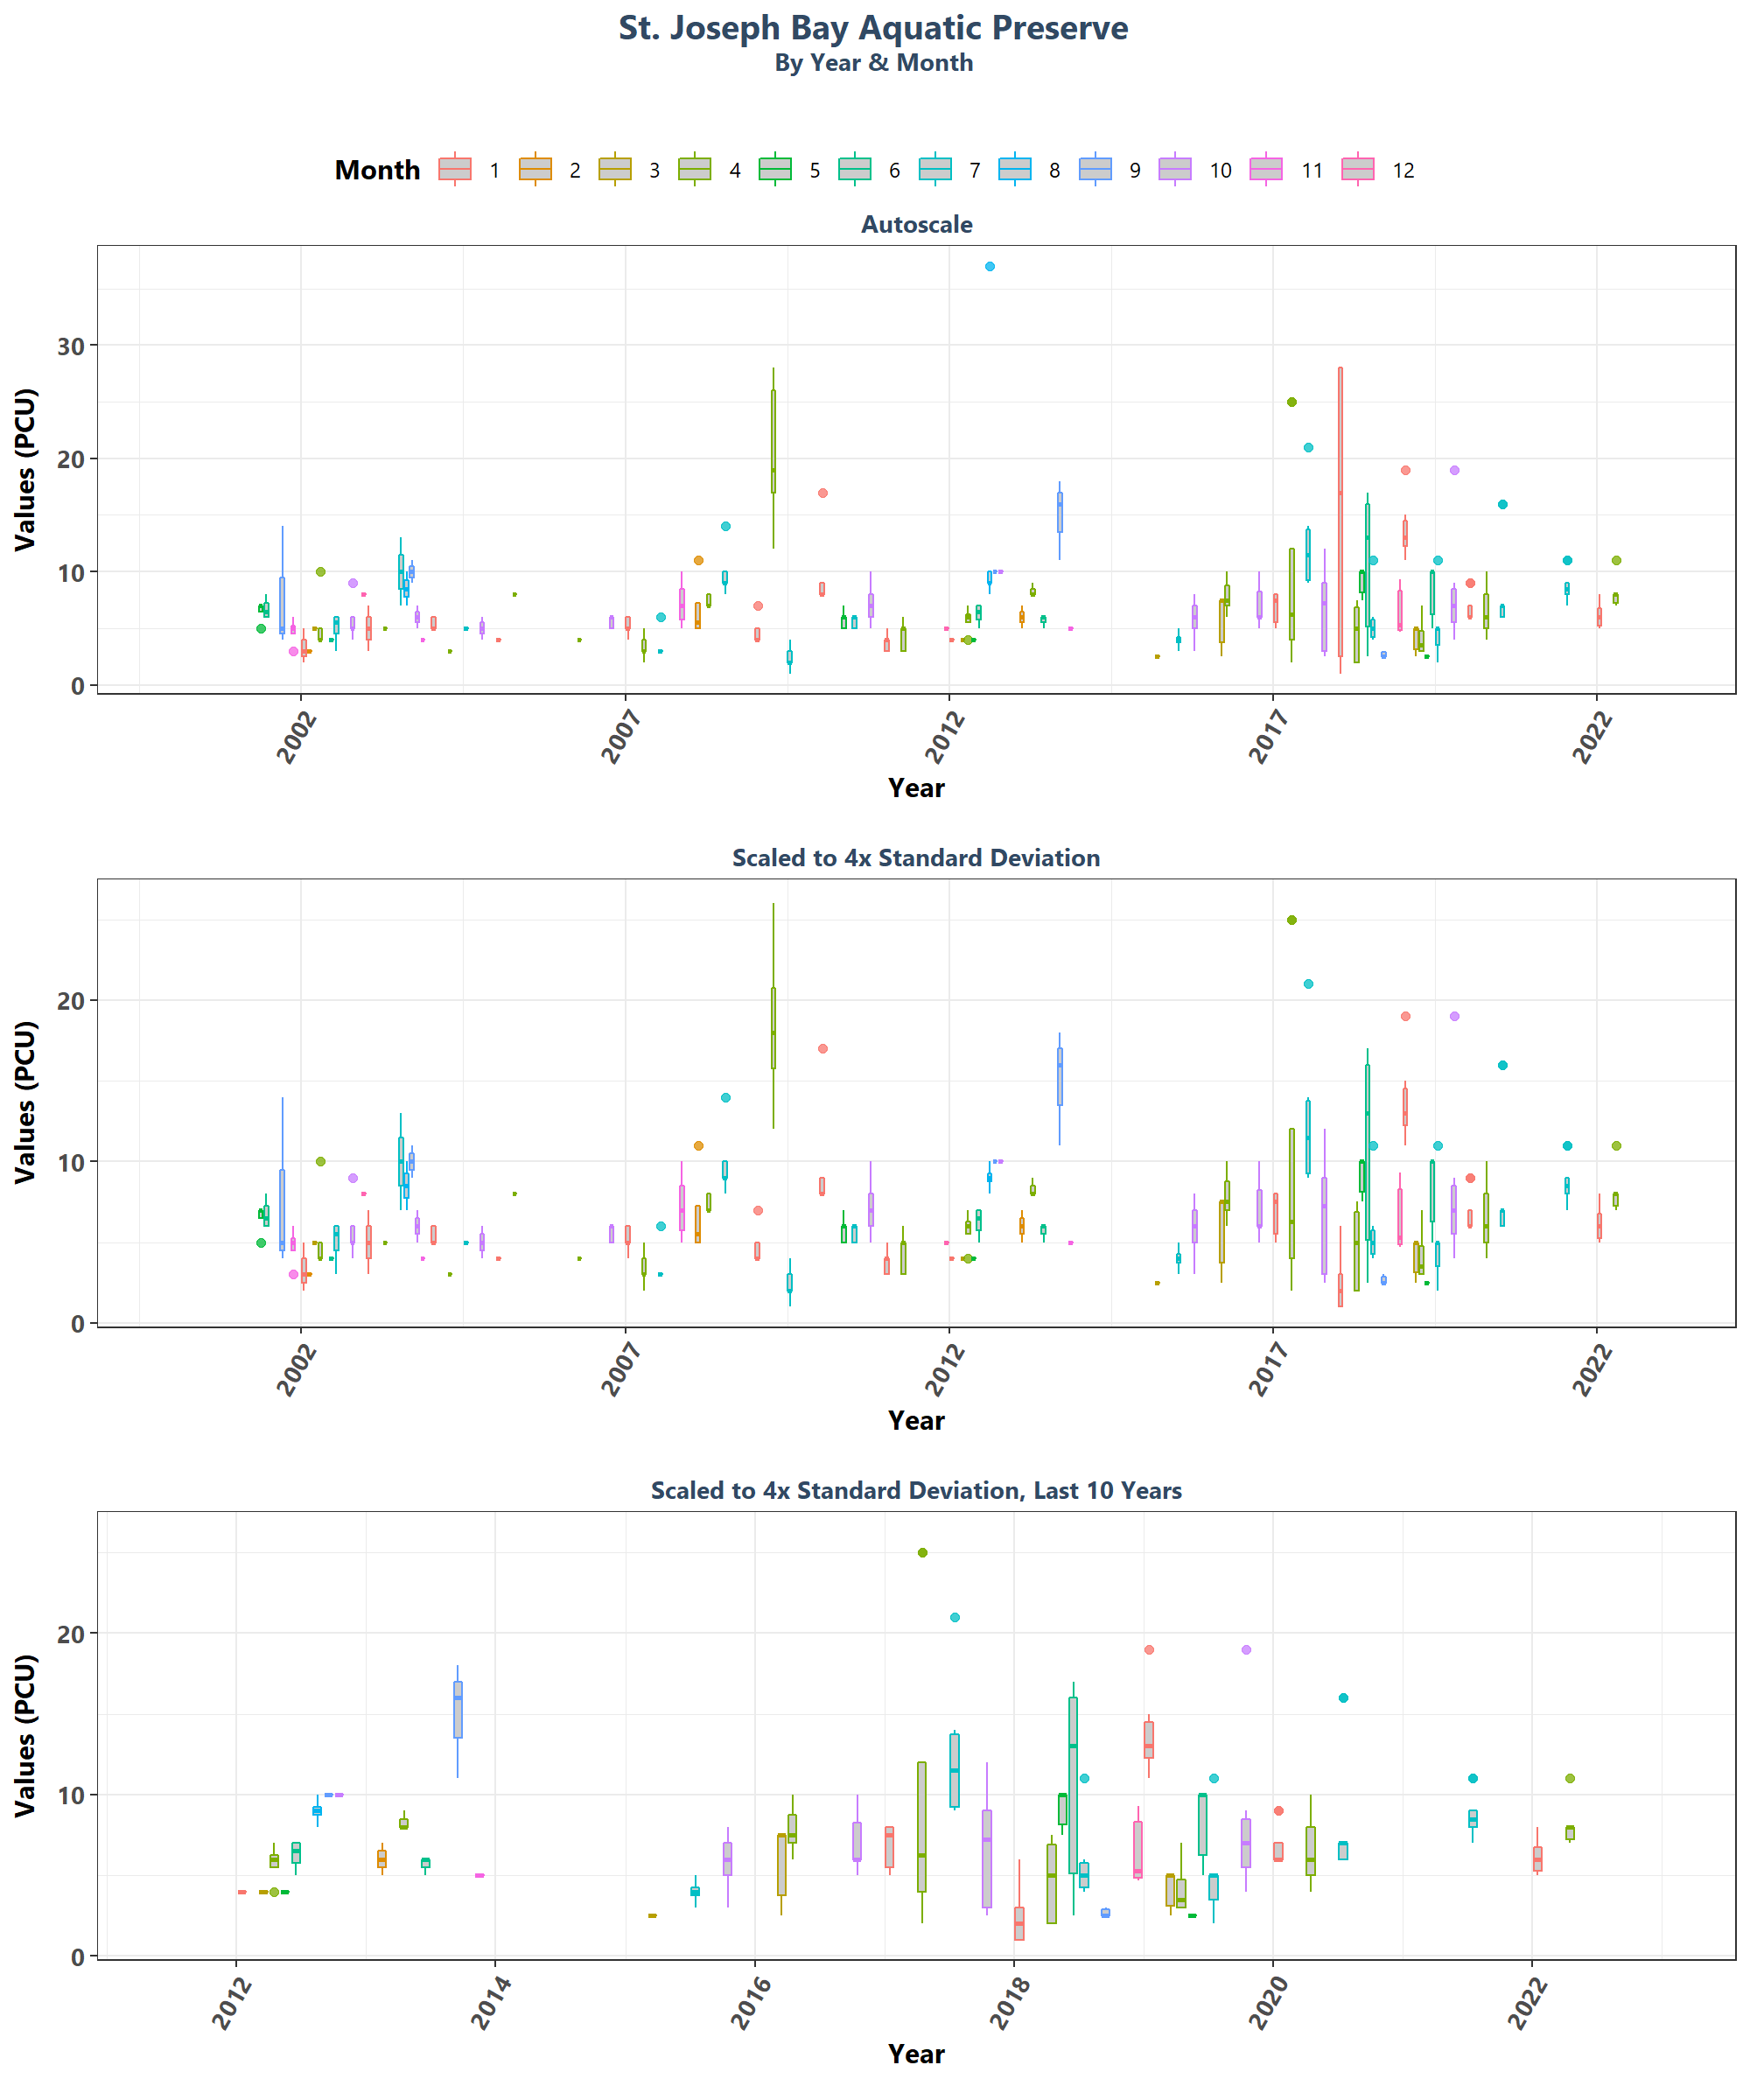 St. Joseph Bay Aquatic Preserve
By Year & Month
Month 1 2 3 4 5 6 7 8 9 10 11 12
Autoscale
Values (PCU)
30
20
10
0
2002 2007 2012 2017 2022
Year
Scaled to 4x Standard Deviation
Values (PCU)
20
10
0
2002 2007 2012 2017 2022
Year
Scaled to 4x Standard Deviation, Last 10 Years
Values (PCU)
20
10
0
2012 2014 2016 2018 2020 2022
Year